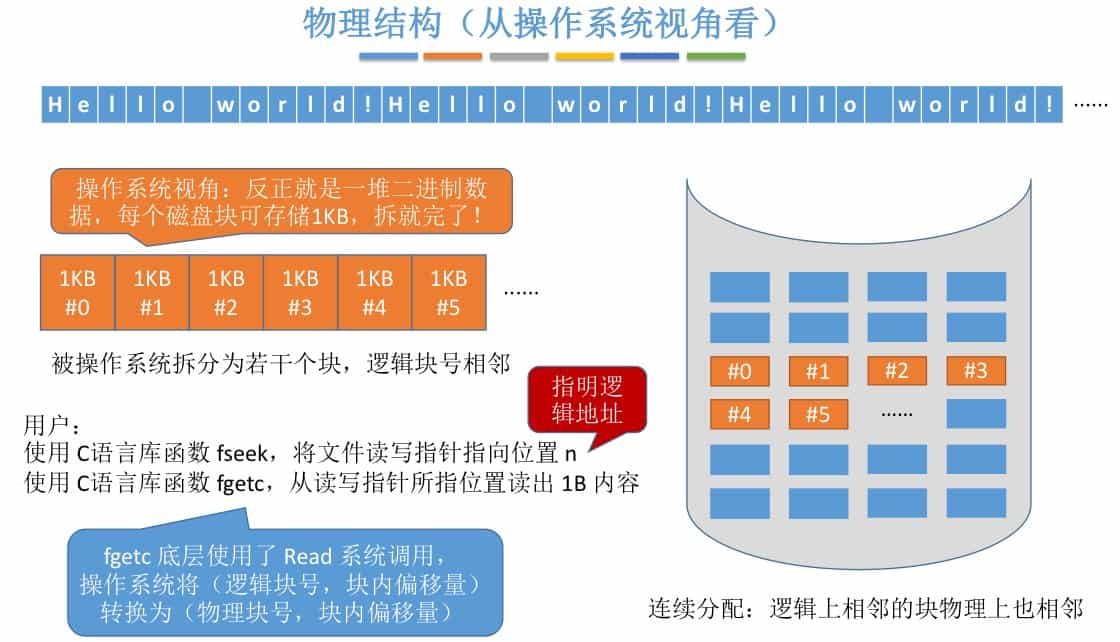 物理结构（从操作系统视角看）
Hello world!Hello world!Hello world! ······
操作系统视角：反正就是一堆二进制数
据，每个磁盘块可存储1KB，拆就完了！
1KB 1KB 1KB 1KB 1KB 1KB ······
#0 #1 #2 #3 #4 #5
被操作系统拆分为若干个块，逻辑块号相邻
指明逻
辑地址
用户：
使用 C语言库函数 fseek，将文件读写指针指向位置 n
使用 C语言库函数 fgetc，从读写指针所指位置读出 1B 内容
fgetc 底层使用了 Read 系统调用，
操作系统将（逻辑块号，块内偏移量）
转换为（物理块号，块内偏移量）
#0 #1 #2 #3
#4 #5 ······
连续分配：逻辑上相邻的块物理上也相邻